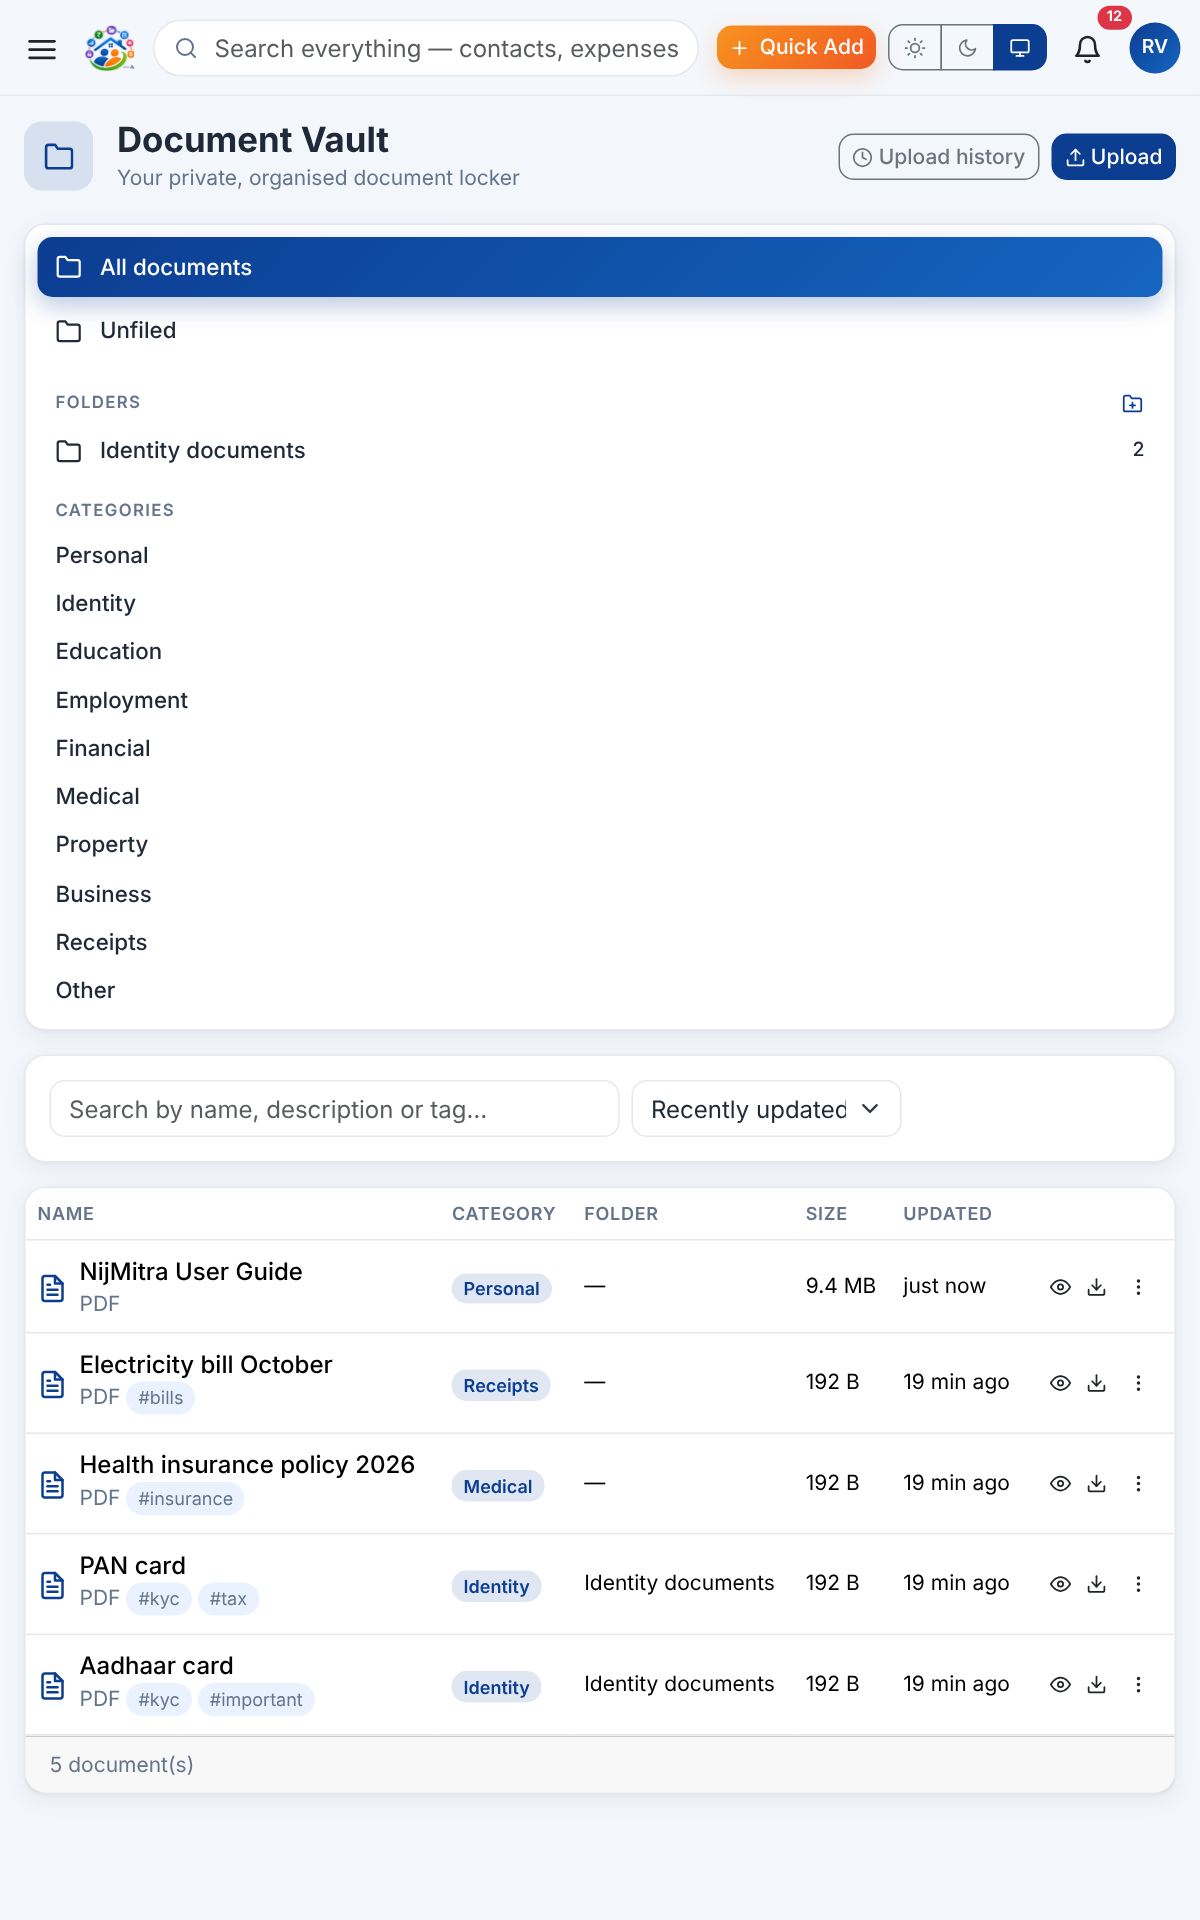 Search everything — contacts, expenses
Quick Add
12
RV
Document Vault
Your private, organised document locker
Upload history
Upload
All documents
Unfiled
FOLDERS
Identity documents 2
CATEGORIES
Personal
Identity
Education
Employment
Financial
Medical
Property
Business
Receipts
Other
Search by name, description or tag...
Recently updated
NAME CATEGORY FOLDER SIZE UPDATED
NijMitra User Guide
PDF
Personal — 9.4 MB just now
Electricity bill October
PDF #bills
Receipts — 192 B 19 min ago
Health insurance policy 2026
PDF #insurance
Medical — 192 B 19 min ago
PAN card
PDF #kyc #tax
Identity Identity documents 192 B 19 min ago
Aadhaar card
PDF #kyc #important
Identity Identity documents 192 B 19 min ago
5 document(s)